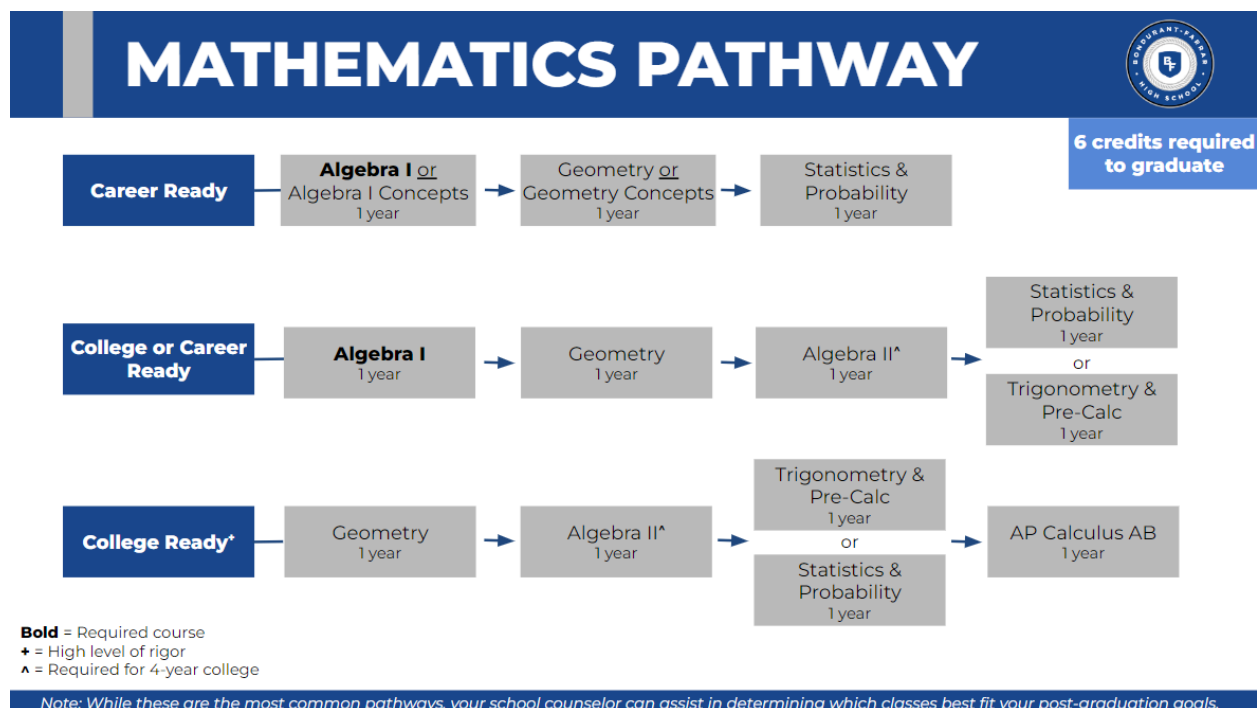 MATHEMATICS PATHWAY
BONDURANT-FARRAR
BF
HIGH SCHOOL
6 credits required
to graduate
Career Ready
Algebra I or
Algebra I Concepts
1 year
Geometry or
Geometry Concepts
1 year
Statistics &
Probability
1 year
College or Career
Ready
Algebra I
1 year
Geometry
1 year
Algebra II^
1 year
Statistics &
Probability
1 year
or
Trigonometry &
Pre-Calc
1 year
College Ready+
Geometry
1 year
Algebra II^
1 year
Trigonometry &
Pre-Calc
1 year
or
Statistics &
Probability
1 year
AP Calculus AB
1 year
Bold = Required course
+ = High level of rigor
^ = Required for 4-year college
Note: While these are the most common pathways, your school counselor can assist in determining which classes best fit your post-graduation goals.